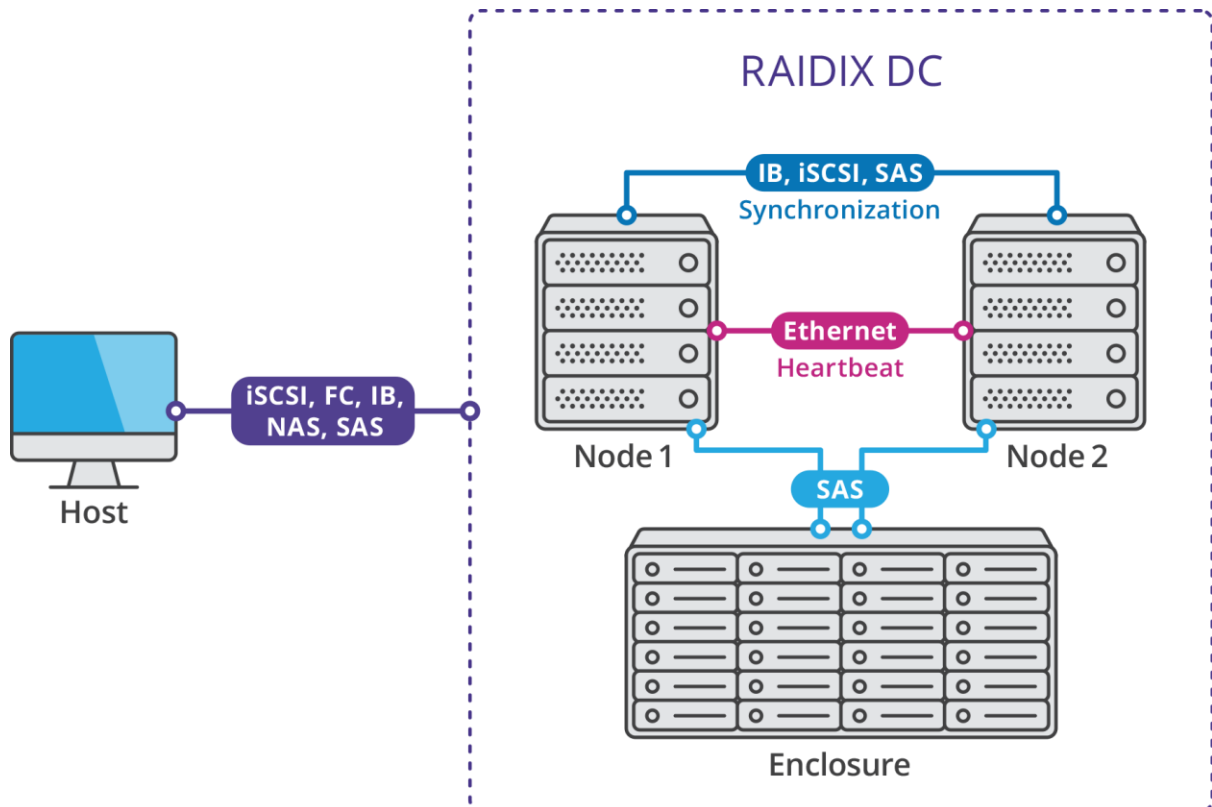 RAIDIX DC
IB, iSCSI, SAS
Synchronization
Ethernet
Heartbeat
iSCSI, FC, IB,
NAS, SAS
Host
Node 1
Node 2
SAS
Enclosure